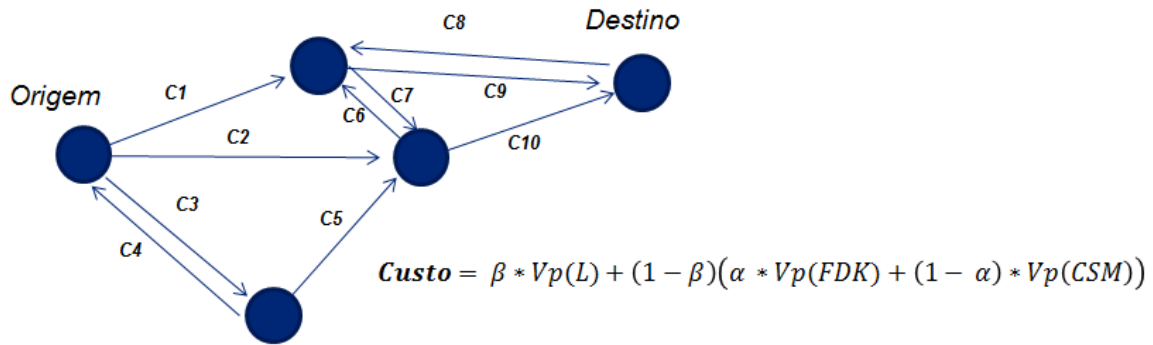 C8
Destino
Origem
C1
C9
C7
C6
C2
C10
C3
C5
C4
Custo = β * Vp(L) + (1 − β)(α * Vp(FDK) + (1 − α) * Vp(CSM))